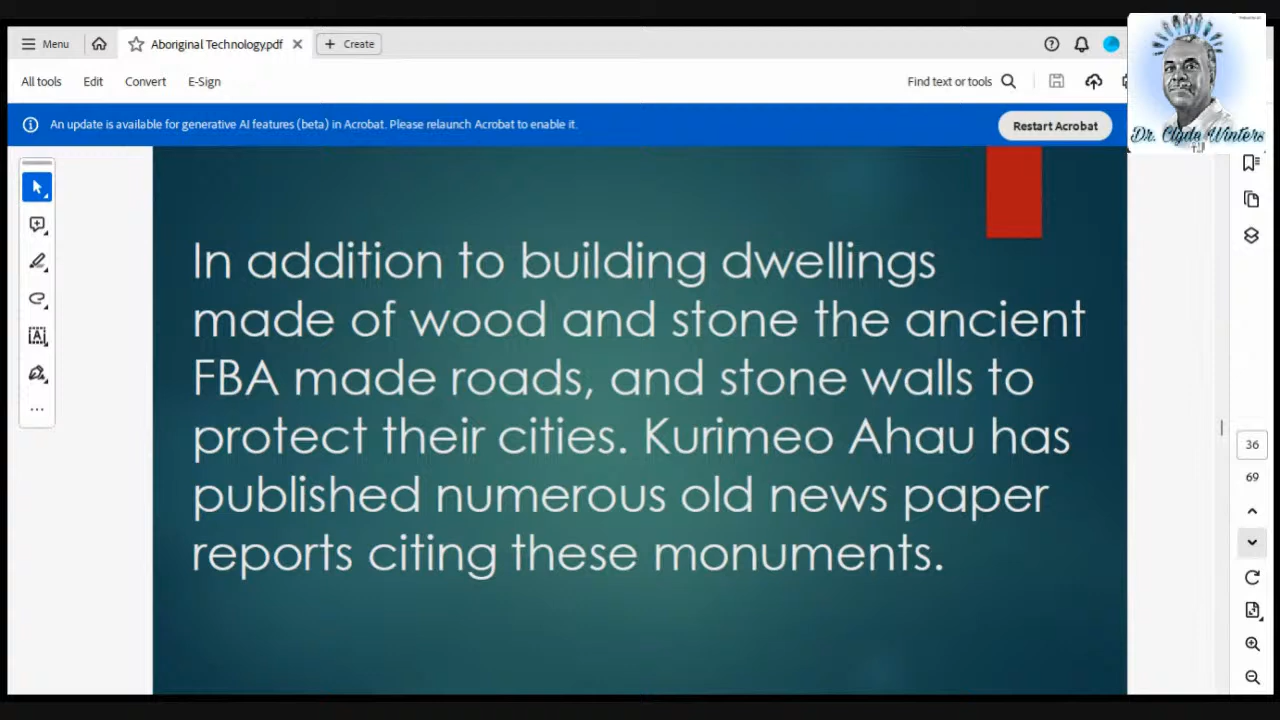 Menu
Aboriginal Technology.pdf
Create
All tools
Edit
Convert
E-Sign
Find text or tools
An update is available for generative AI features (beta) in Acrobat. Please relaunch Acrobat to enable it.
Restart Acrobat
Dr. Clyde Winters
In addition to building dwellings
made of wood and stone the ancient
FBA made roads, and stone walls to
protect their cities. Kurimeo Ahau has
published numerous old news paper
reports citing these monuments.
36
69